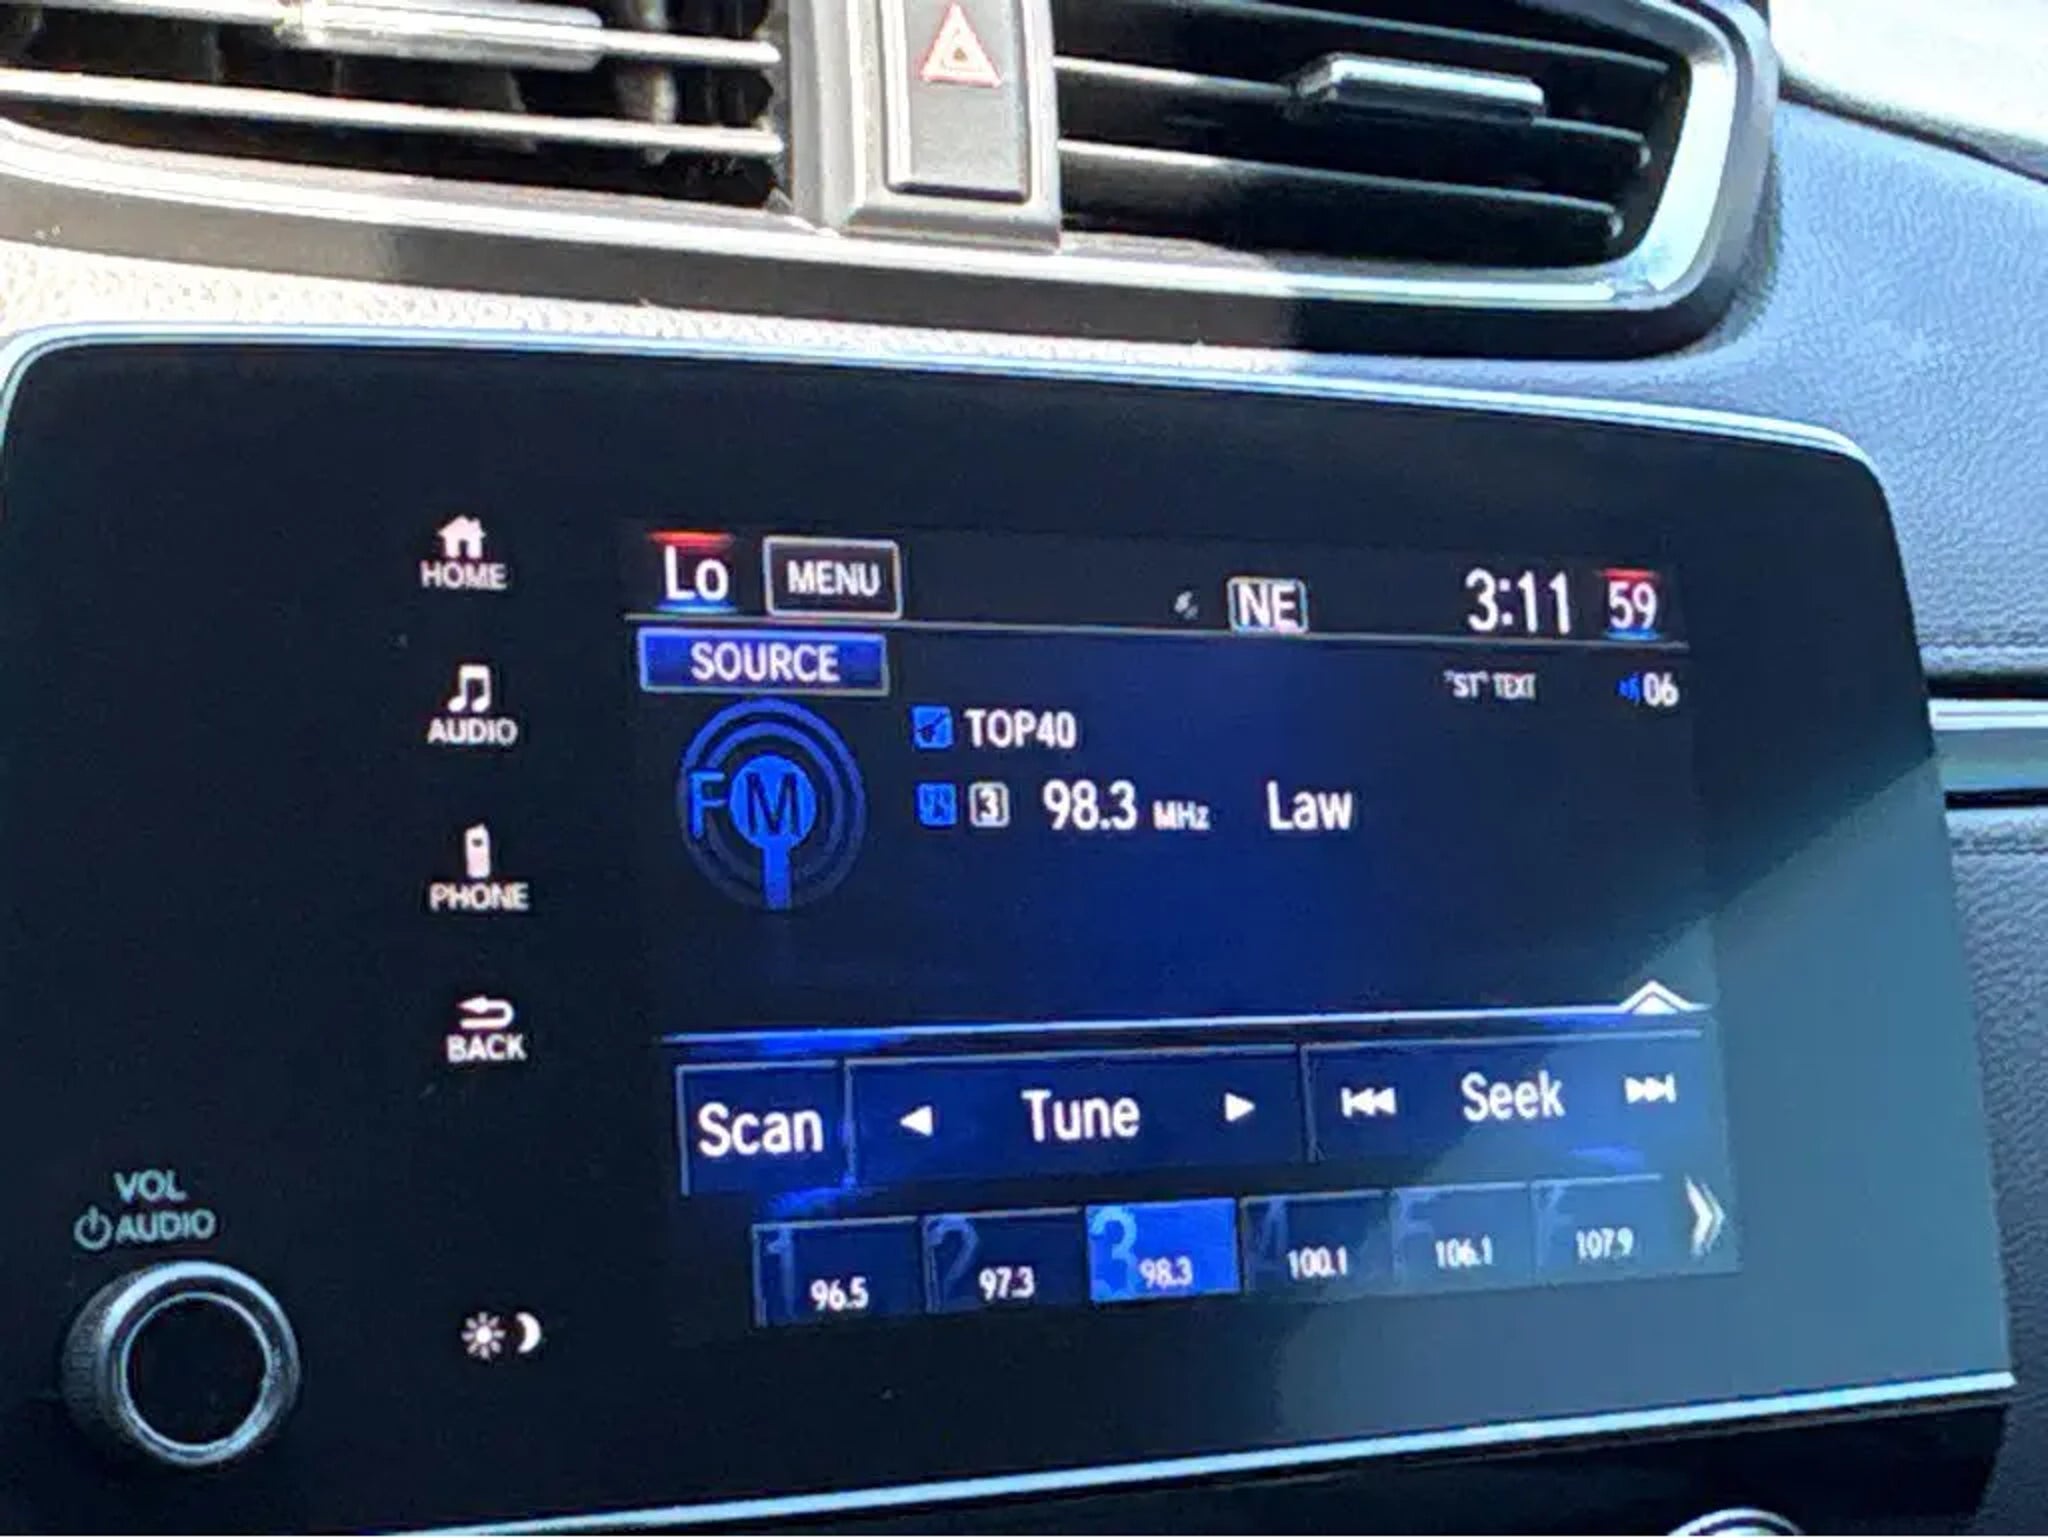 HOME
AUDIO
PHONE
BACK
VOL
AUDIO
Lo MENU NE 3:11 59
SOURCE
"ST" TEXT 06
FM
TOP40
3 98.3 MHz Law
Scan Tune Seek
1 96.5 2 97.3 3 98.3 4 100.1 106.1 107.9